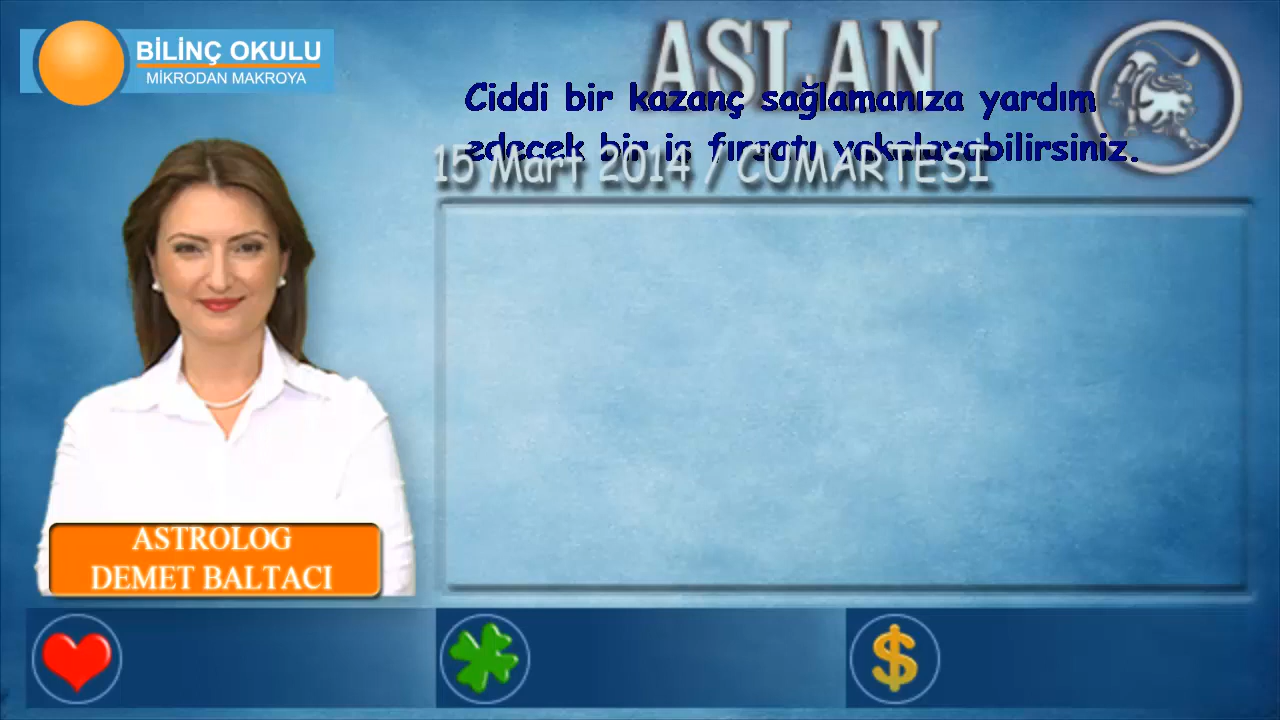 BİLİNÇ OKULU
MİKRODAN MAKROYA
ASLAN
Ciddi bir kazanç sağlamanıza yardım
edecek bir iş fırsatı yakalayabilirsiniz.
15 Mart 2014 / CUMARTESİ
ASTROLOG
DEMET BALTACI